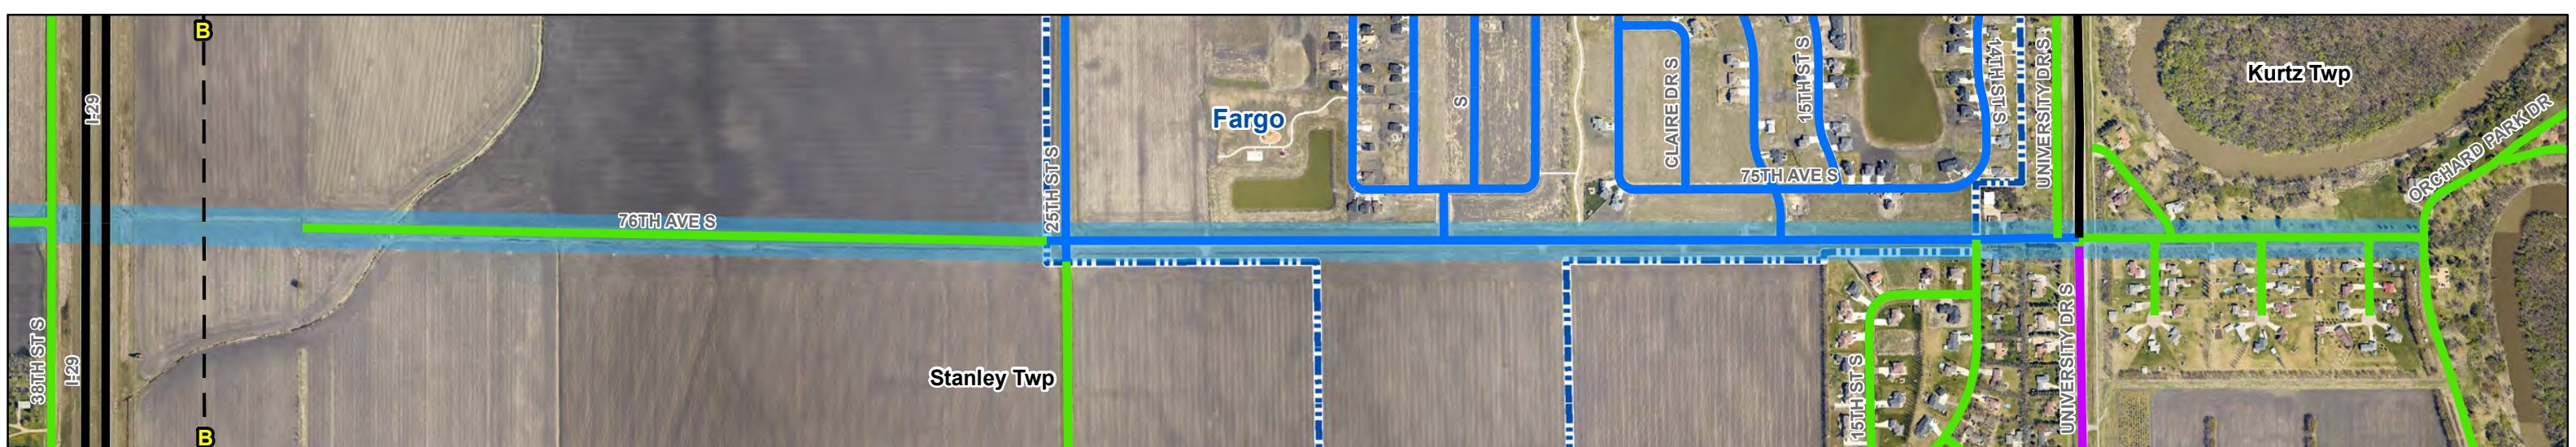 B
I-29
38TH ST S
I-29
B
76TH AVE S
25TH ST S
Stanley Twp
Fargo
S
CLAIRE DR S
15TH ST S
75TH AVE S
14TH ST S
UNIVERSITY DR S
15TH ST S
UNIVERSITY DR S
Kurtz Twp
ORCHARD PARK DR